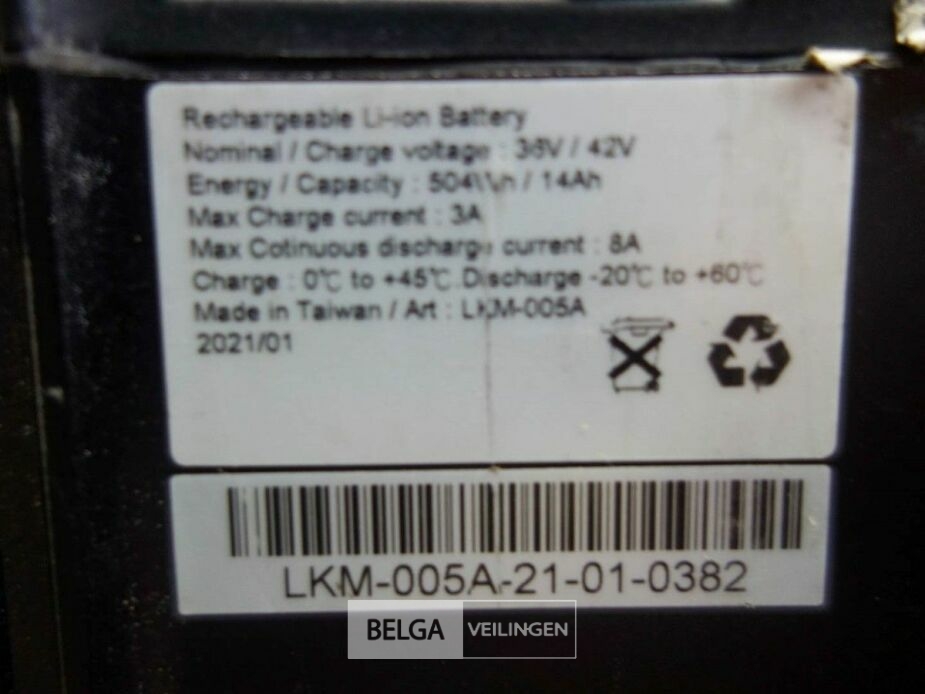 Rechargeable Li-ion Battery
Nominal / Charge voltage : 36V / 42V
Energy / Capacity : 504Wh / 14Ah
Max Charge current : 3A
Max Cotinuous discharge current : 8A
Charge : 0℃ to +45℃.Discharge -20℃ to +60℃
Made in Taiwan / Art : LKM-005A
2021/01
LKM-005A-21-01-0382
BELGA VEILINGEN